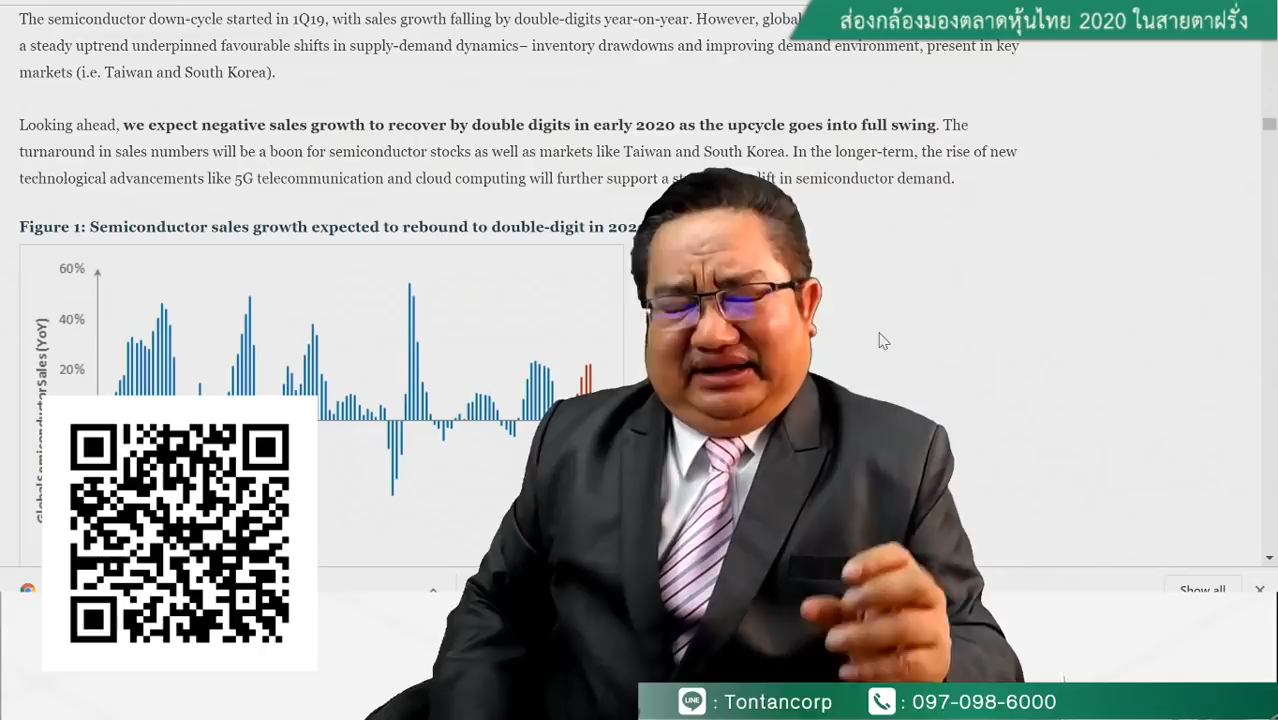 The semiconductor down-cycle started in 1Q19, with sales growth falling by double-digits year-on-year. However, global
ส่องกล้องมองตลาดหุ้นไทย 2020 ในสายตาฝรั่ง
a steady uptrend underpinned favourable shifts in supply-demand dynamics– inventory drawdowns and improving demand environment, present in key
markets (i.e. Taiwan and South Korea).
Looking ahead, we expect negative sales growth to recover by double digits in early 2020 as the upcycle goes into full swing. The
turnaround in sales numbers will be a boon for semiconductor stocks as well as markets like Taiwan and South Korea. In the longer-term, the rise of new
technological advancements like 5G telecommunication and cloud computing will further support a lift in semiconductor demand.
Figure 1: Semiconductor sales growth expected to rebound to double-digit in
60%
40%
20%
Global Semiconductor Sales (YoY)
Show all
LINE : Tontancorp : 097-098-6000